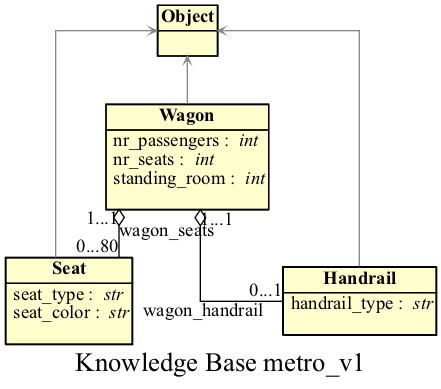 Object
Wagon
nr_passengers : int
nr_seats : int
standing_room : int
1...1
1...1
wagon_seats
0...80
Seat
seat_type : str
seat_color : str
0...1
wagon_handrail
Handrail
handrail_type : str
Knowledge Base metro_v1